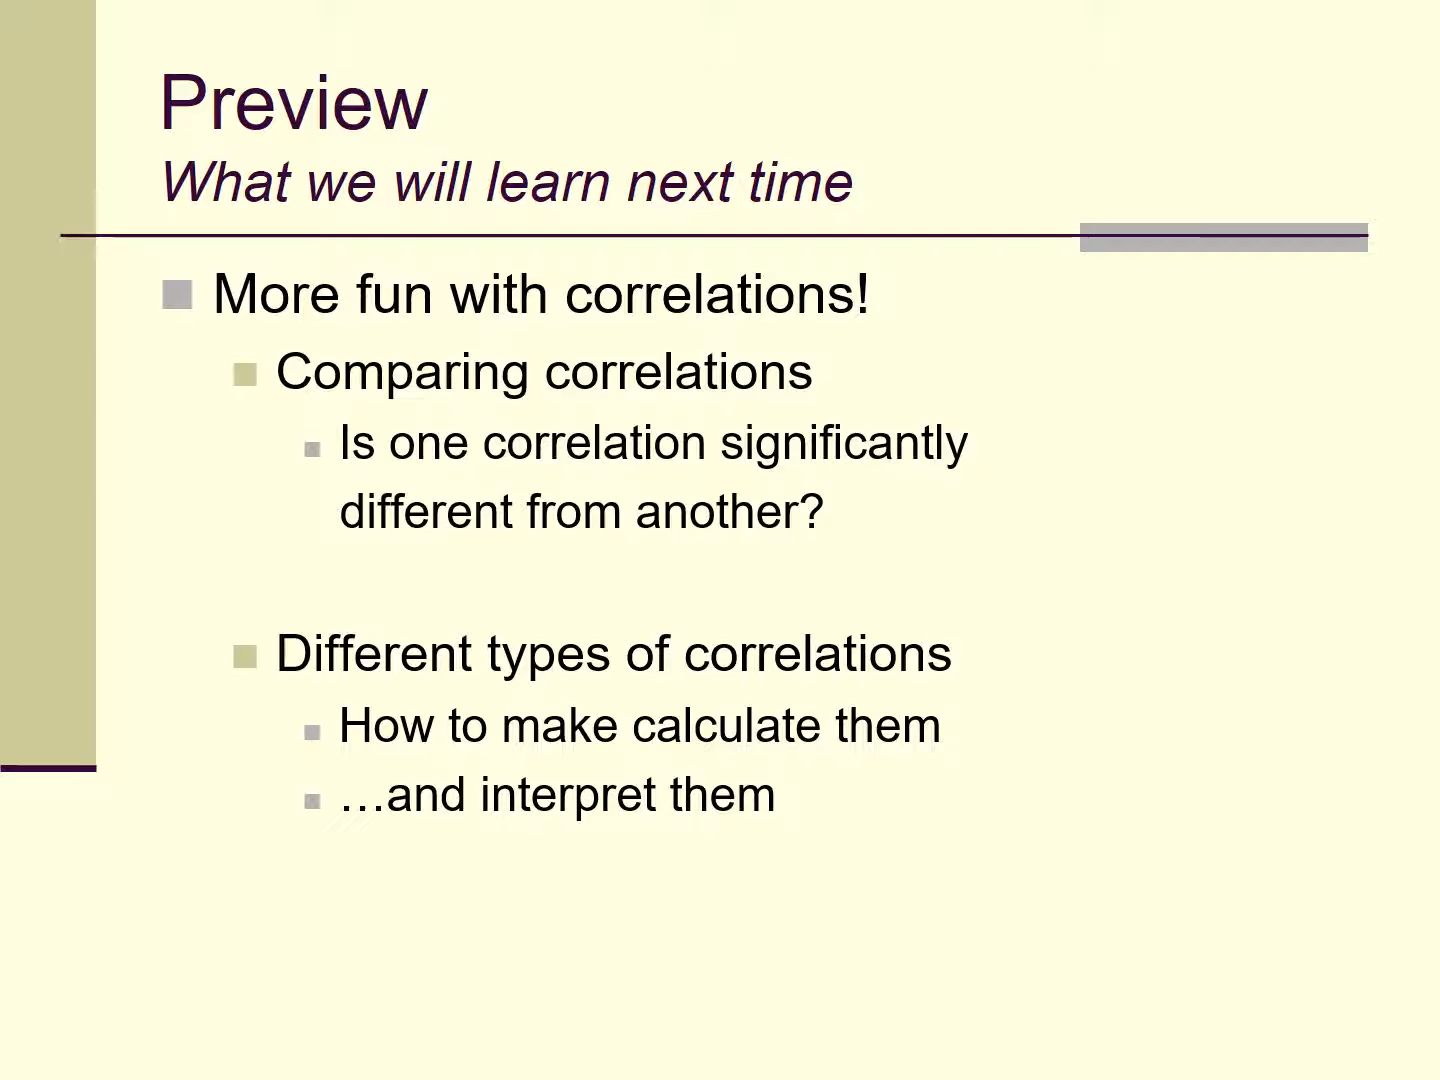 Preview
What we will learn next time
More fun with correlations!
Comparing correlations
Is one correlation significantly
different from another?
Different types of correlations
How to make calculate them
…and interpret them